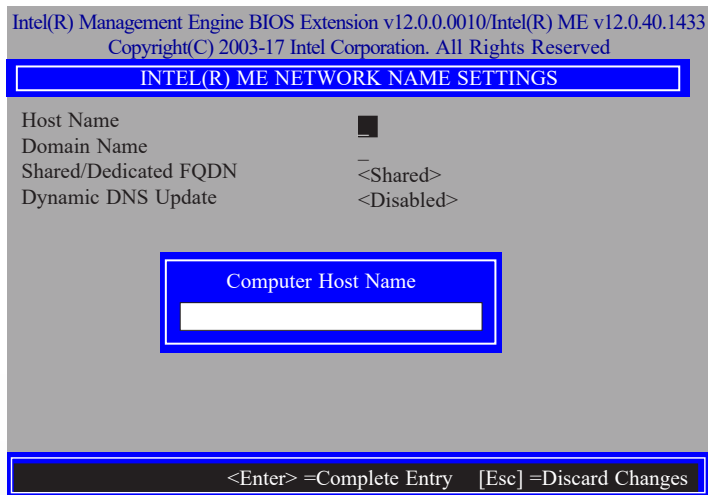 Intel(R) Management Engine BIOS Extension v12.0.0.0010/Intel(R) ME v12.0.40.1433
Copyright(C) 2003-17 Intel Corporation. All Rights Reserved
INTEL(R) ME NETWORK NAME SETTINGS
Host Name _
Domain Name _
Shared/Dedicated FQDN <Shared>
Dynamic DNS Update <Disabled>
Computer Host Name
<Enter> =Complete Entry [Esc] =Discard Changes